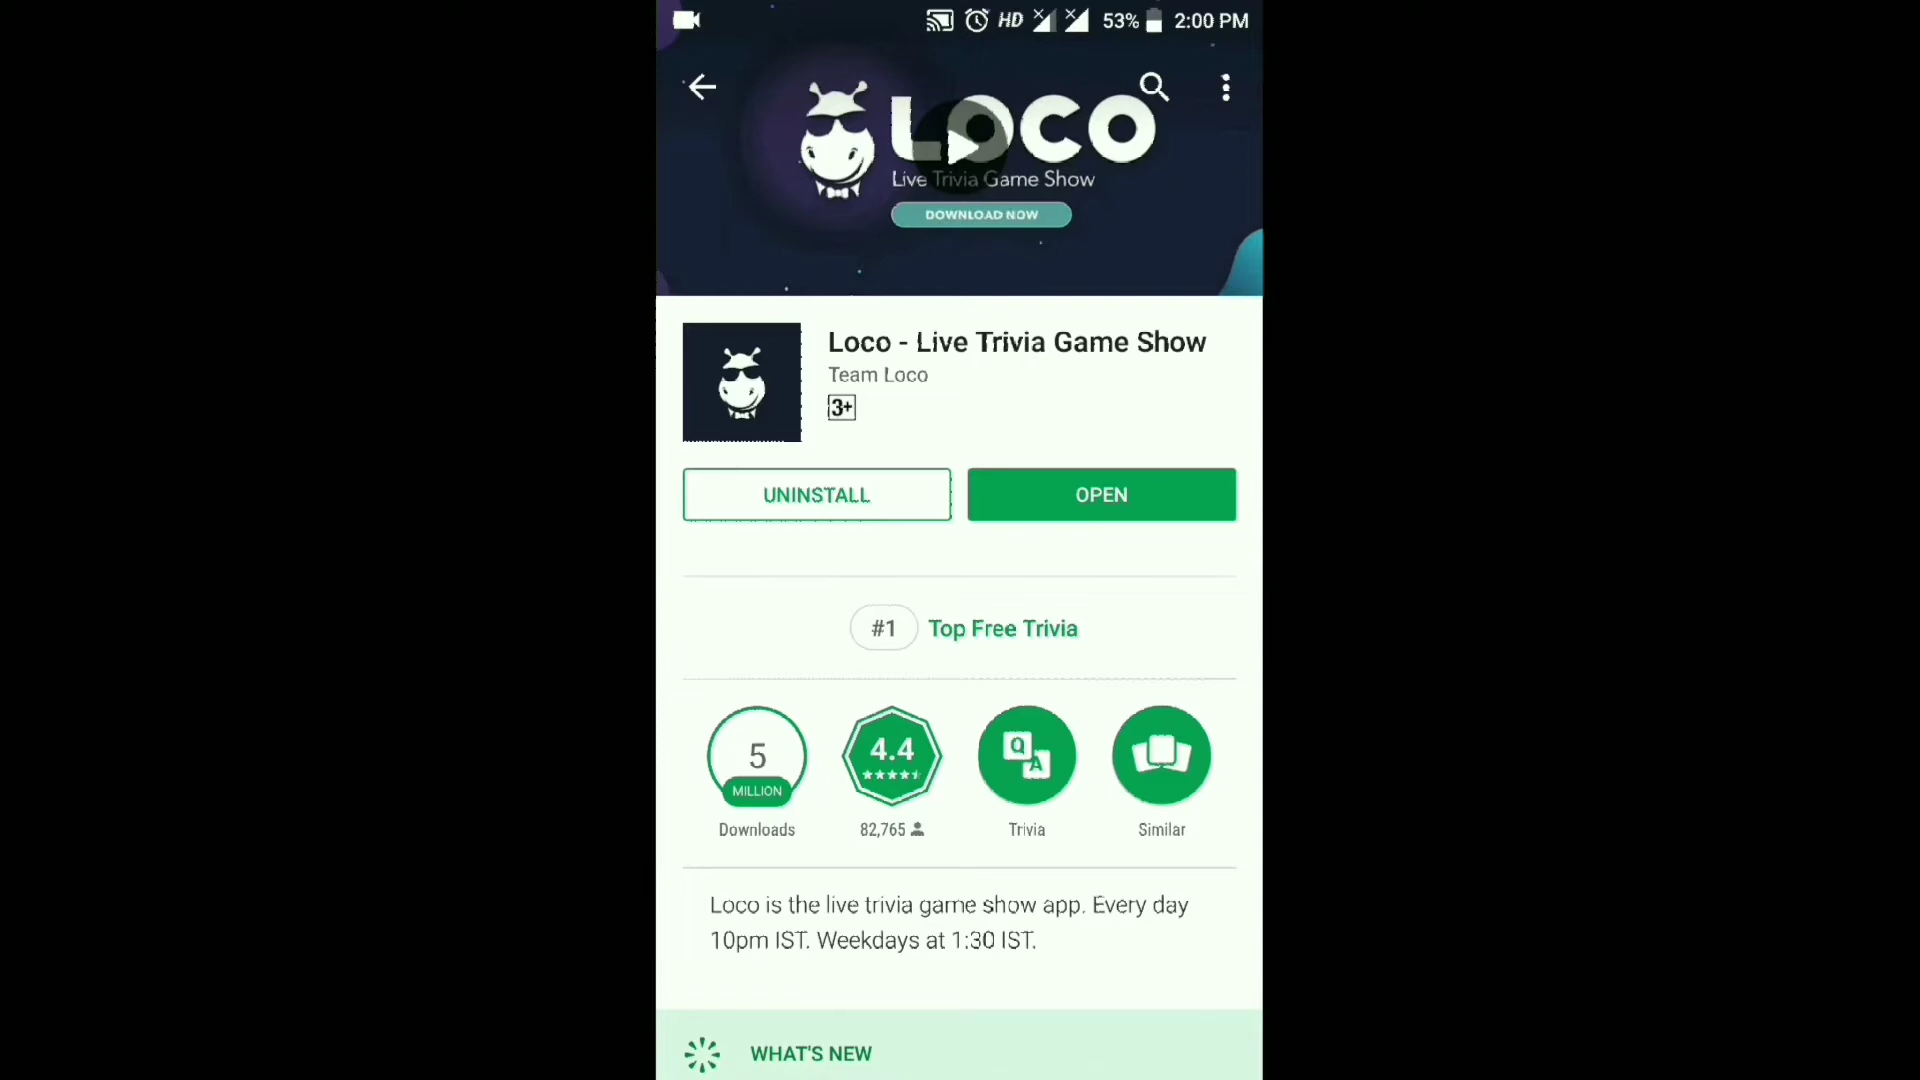 HD 53% 2:00 PM
LOCO
Live Trivia Game Show
DOWNLOAD NOW
Loco - Live Trivia Game Show
Team Loco
3+
UNINSTALL
OPEN
#1 Top Free Trivia
5
MILLION
4.4
Q
A
Downloads
82,765
Trivia
Similar
Loco is the live trivia game show app. Every day
10pm IST. Weekdays at 1:30 IST.
WHAT'S NEW